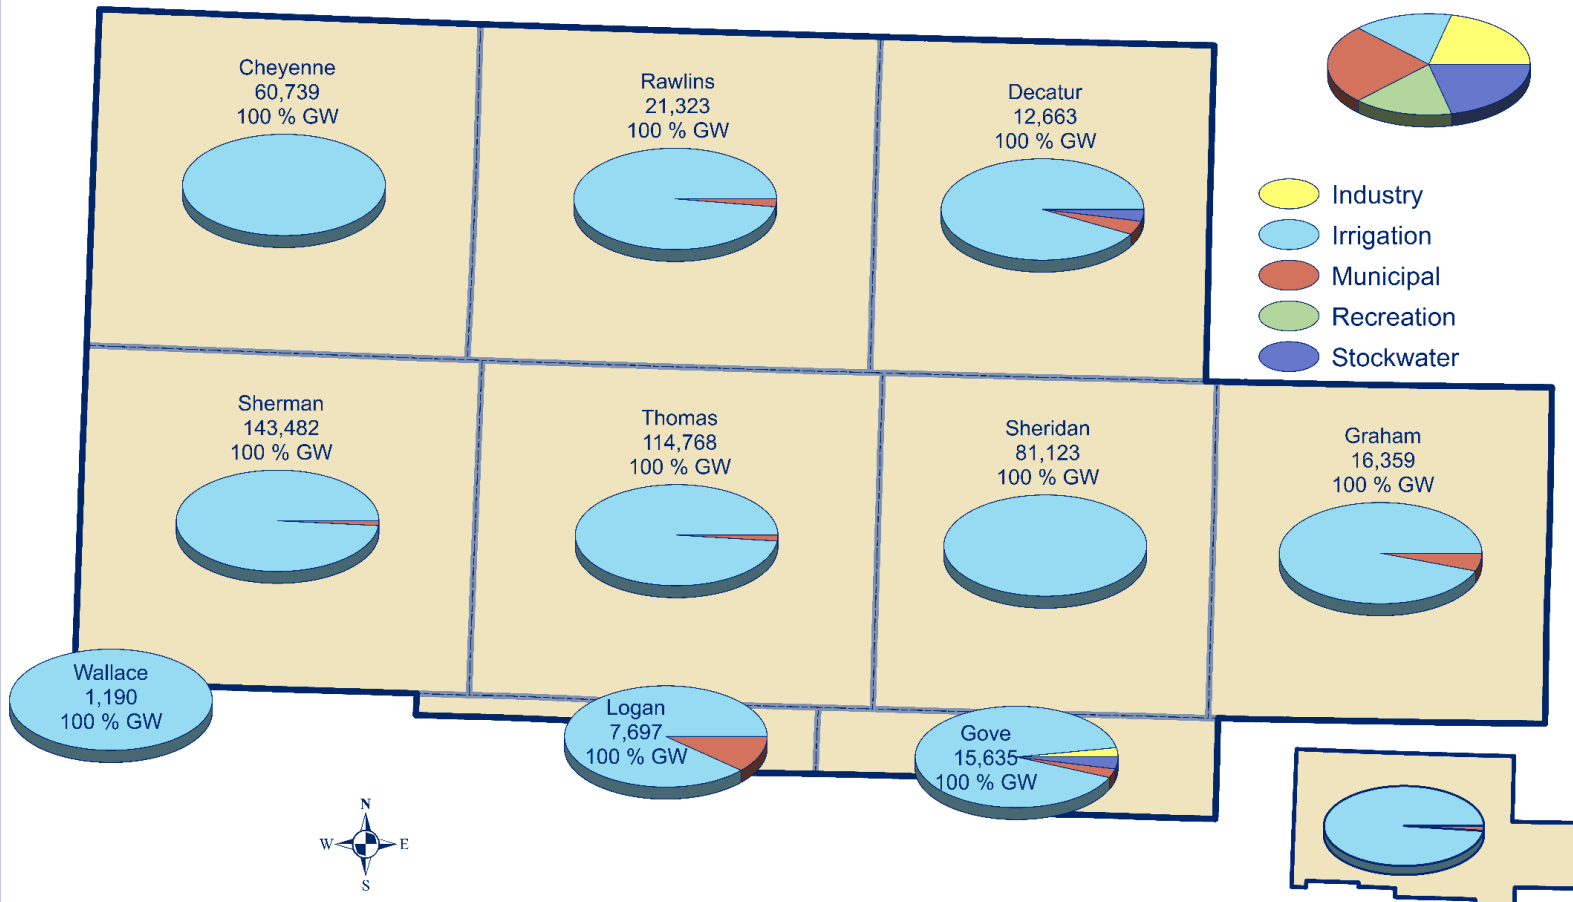 Cheyenne
60,739
100 % GW
Rawlins
21,323
100 % GW
Decatur
12,663
100 % GW
Industry
Irrigation
Municipal
Recreation
Stockwater
Sherman
143,482
100 % GW
Thomas
114,768
100 % GW
Sheridan
81,123
100 % GW
Graham
16,359
100 % GW
Wallace
1,190
100 % GW
Logan
7,697
100 % GW
Gove
15,635
100 % GW
N
W
E
S